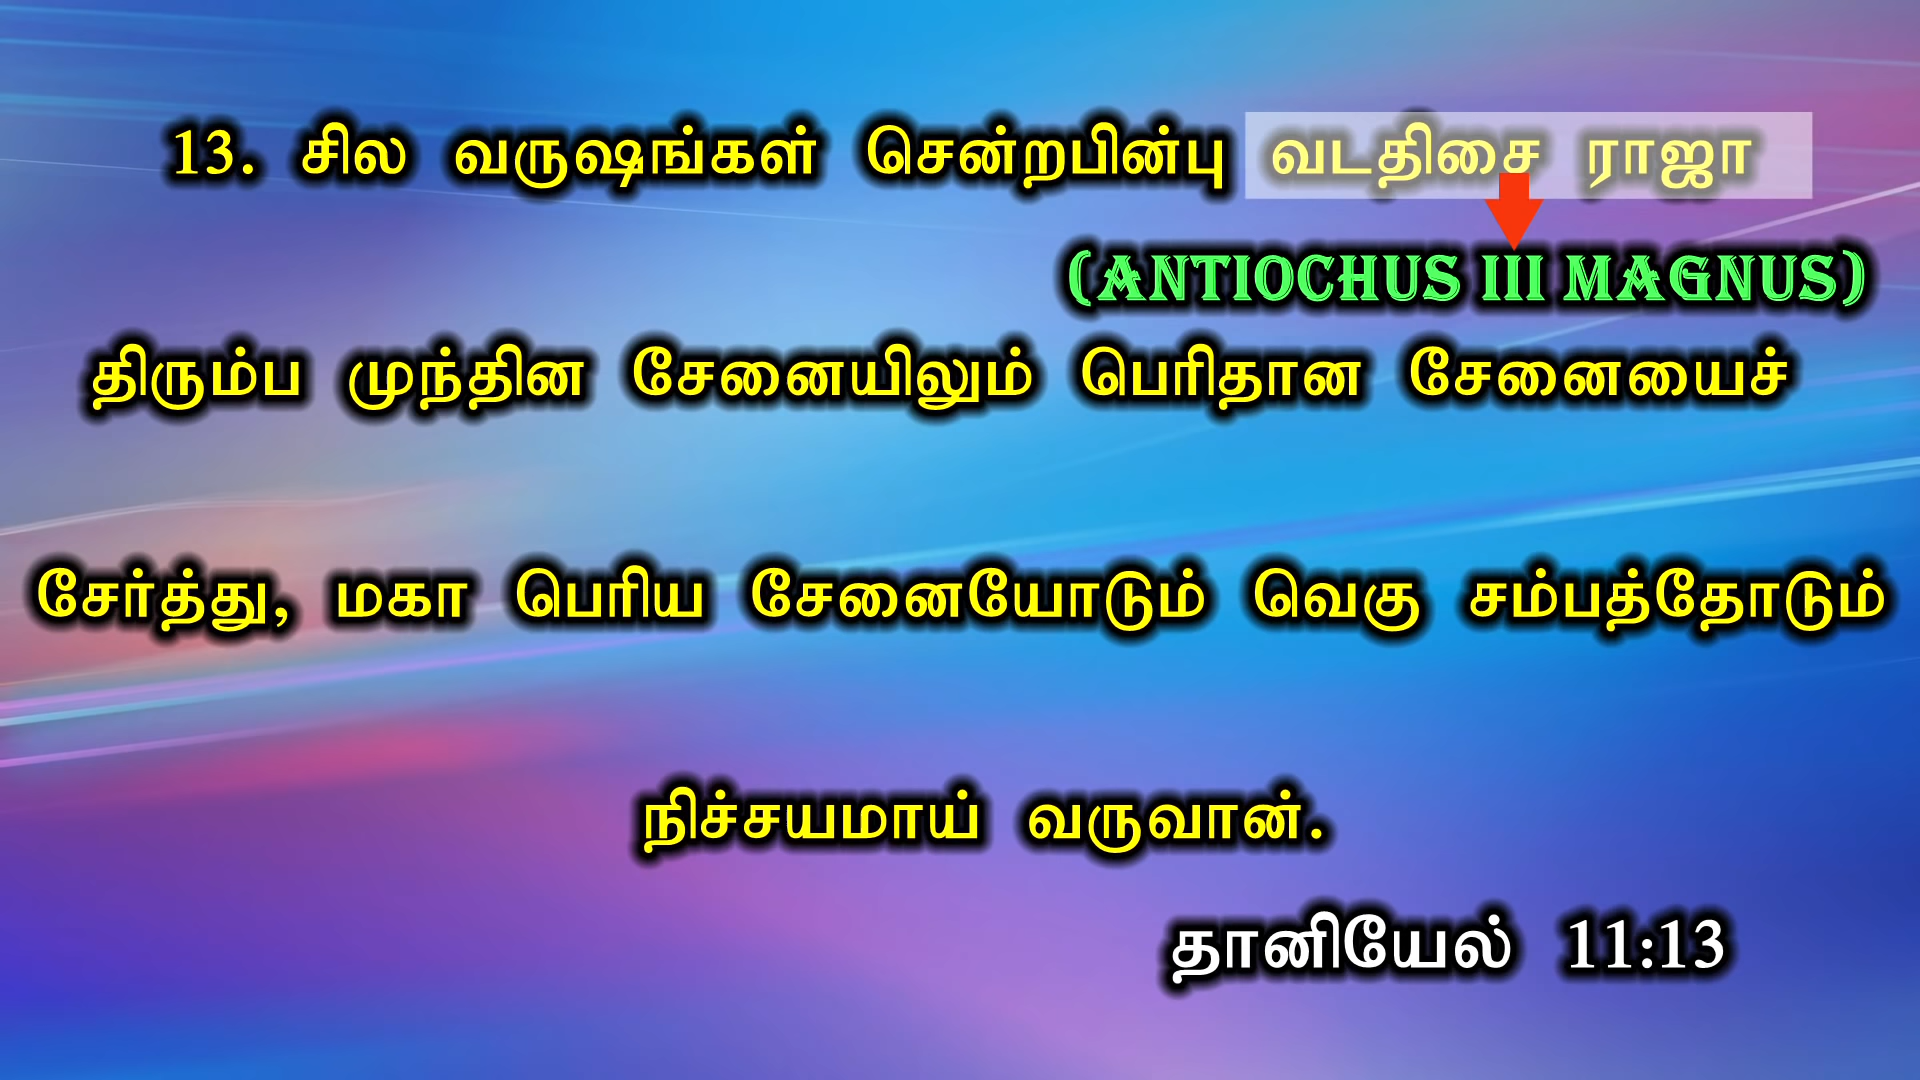 13. சில வருஷங்கள் சென்றபின்பு வடதிசை ராஜா
(ANTIOCHUS III MAGNUS)
திரும்ப முந்தின சேனையிலும் பெரிதான சேனையைச்
சேர்த்து, மகா பெரிய சேனையோடும் வெகு சம்பத்தோடும்
நிச்சயமாய் வருவான்.
தானியேல் 11:13